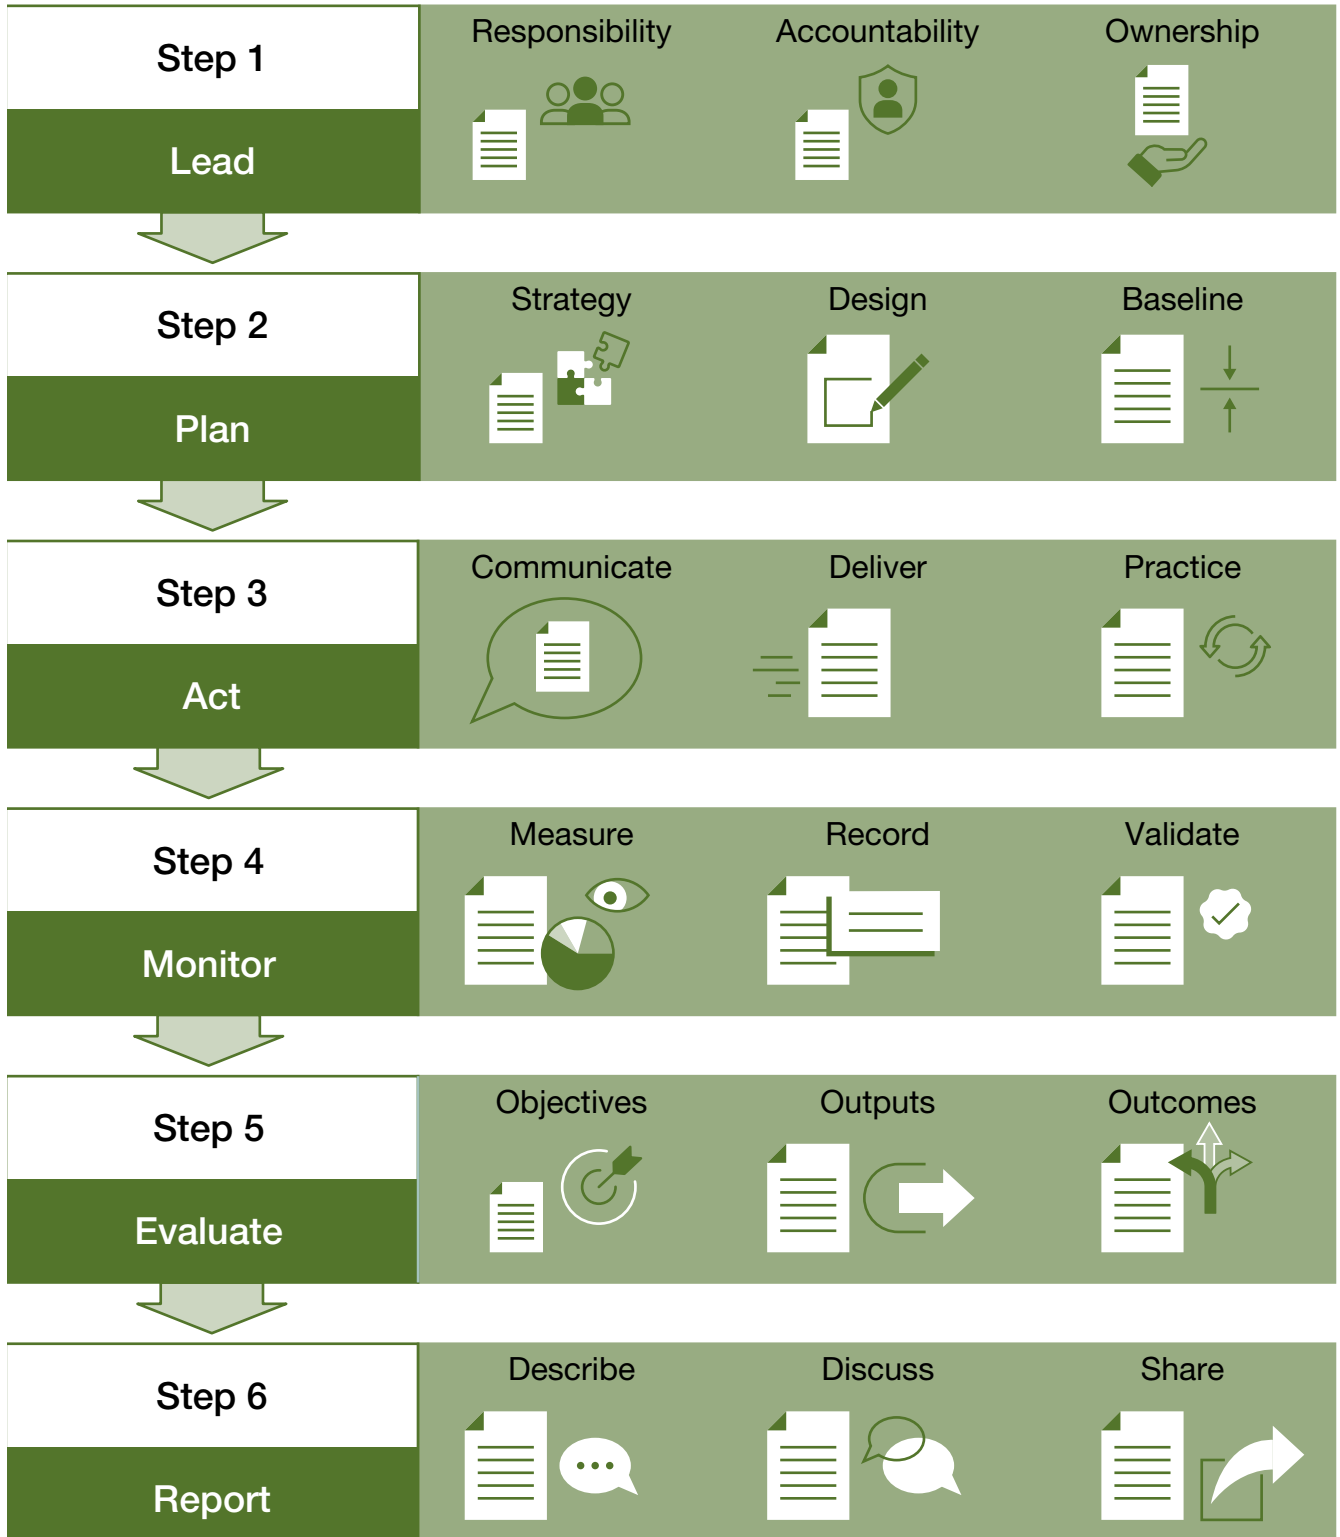 Step 1
Lead
Responsibility
Accountability
Ownership
Step 2
Plan
Strategy
Design
Baseline
Step 3
Act
Communicate
Deliver
Practice
Step 4
Monitor
Measure
Record
Validate
Step 5
Evaluate
Objectives
Outputs
Outcomes
Step 6
Report
Describe
Discuss
Share